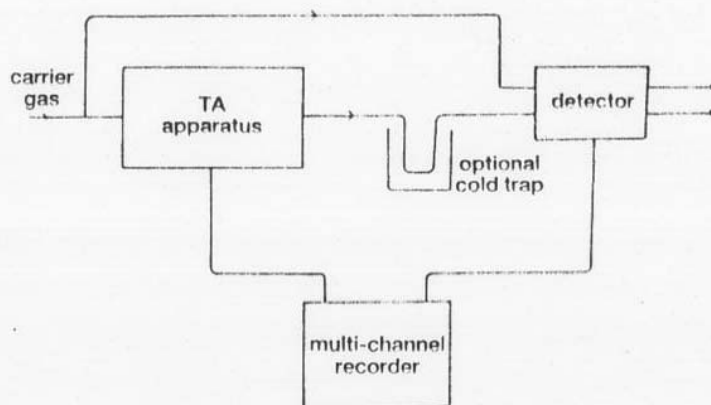 carrier
gas
TA
apparatus
detector
optional
cold trap
multi-channel
recorder